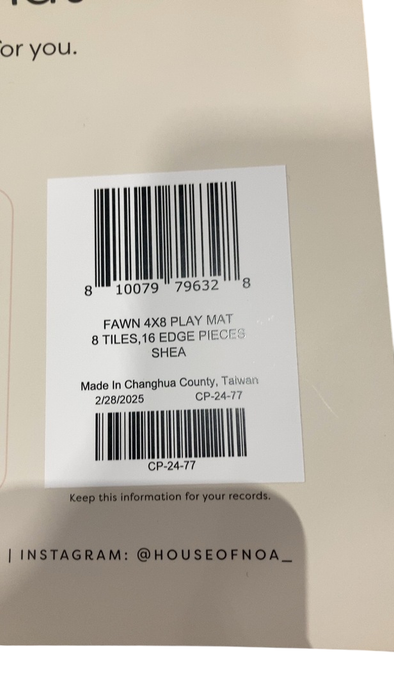 for you.
8 10079 79632 8
FAWN 4X8 PLAY MAT
8 TILES,16 EDGE PIECES
SHEA
Made In Changhua County, Taiwan
2/28/2025 CP-24-77
CP-24-77
Keep this information for your records.
| INSTAGRAM: @HOUSEOFNOA_